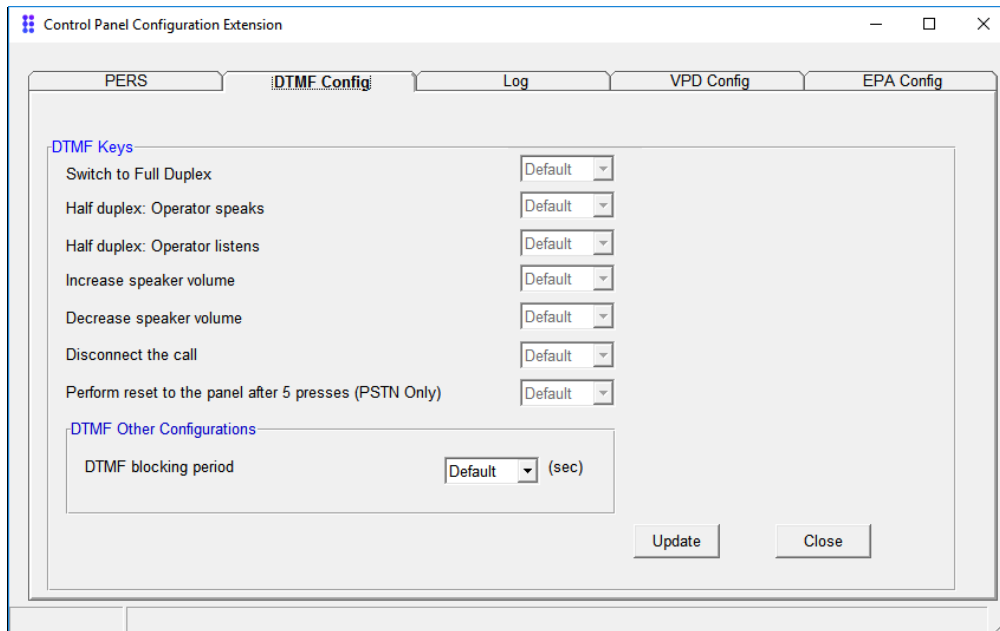 Control Panel Configuration Extension
PERS DTMF Config Log VPD Config EPA Config
DTMF Keys
Switch to Full Duplex Default
Half duplex: Operator speaks Default
Half duplex: Operator listens Default
Increase speaker volume Default
Decrease speaker volume Default
Disconnect the call Default
Perform reset to the panel after 5 presses (PSTN Only) Default
DTMF Other Configurations
DTMF blocking period Default (sec)
Update Close